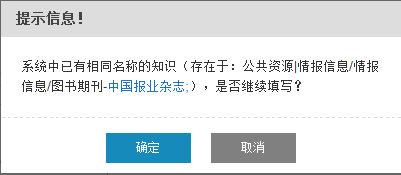 提示信息！
系统中已有相同名称的知识（存在于：公共资源|情报信息/情报
信息/图书期刊-中国报业杂志;），是否继续填写？
确定
取消